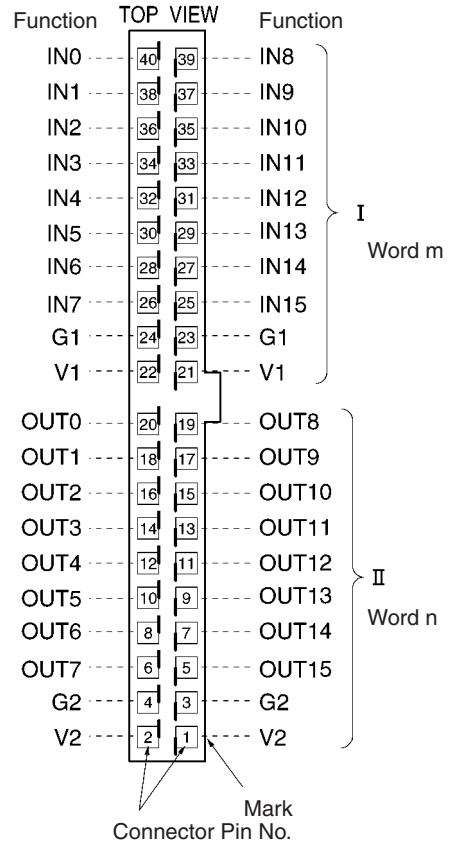 Function TOP VIEW Function
IN0 40 39 IN8
IN1 38 37 IN9
IN2 36 35 IN10
IN3 34 33 IN11
IN4 32 31 IN12
I
IN5 30 29 IN13
Word m
IN6 28 27 IN14
IN7 26 25 IN15
G1 24 23 G1
V1 22 21 V1
OUT0 20 19 OUT8
OUT1 18 17 OUT9
OUT2 16 15 OUT10
OUT3 14 13 OUT11
OUT4 12 11 OUT12
II
OUT5 10 9 OUT13
Word n
OUT6 8 7 OUT14
OUT7 6 5 OUT15
G2 4 3 G2
V2 2 1 V2
Mark
Connector Pin No.